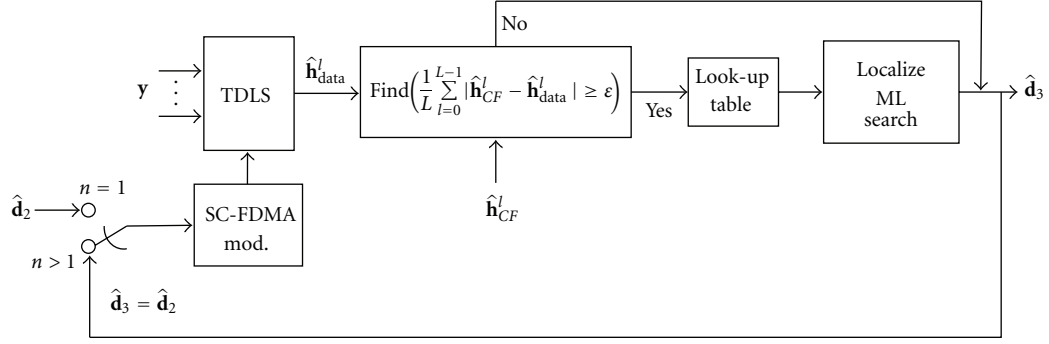 No
y
⋮
TDLS
ĥ^l_data
Find(1/L ∑_{l=0}^{L−1} |ĥ^l_CF − ĥ^l_data| ≥ ε)
Yes
Look-up
table
Localize
ML
search
d̂_3
n = 1
d̂_2
n > 1
SC-FDMA
mod.
ĥ^l_CF
d̂_3 = d̂_2